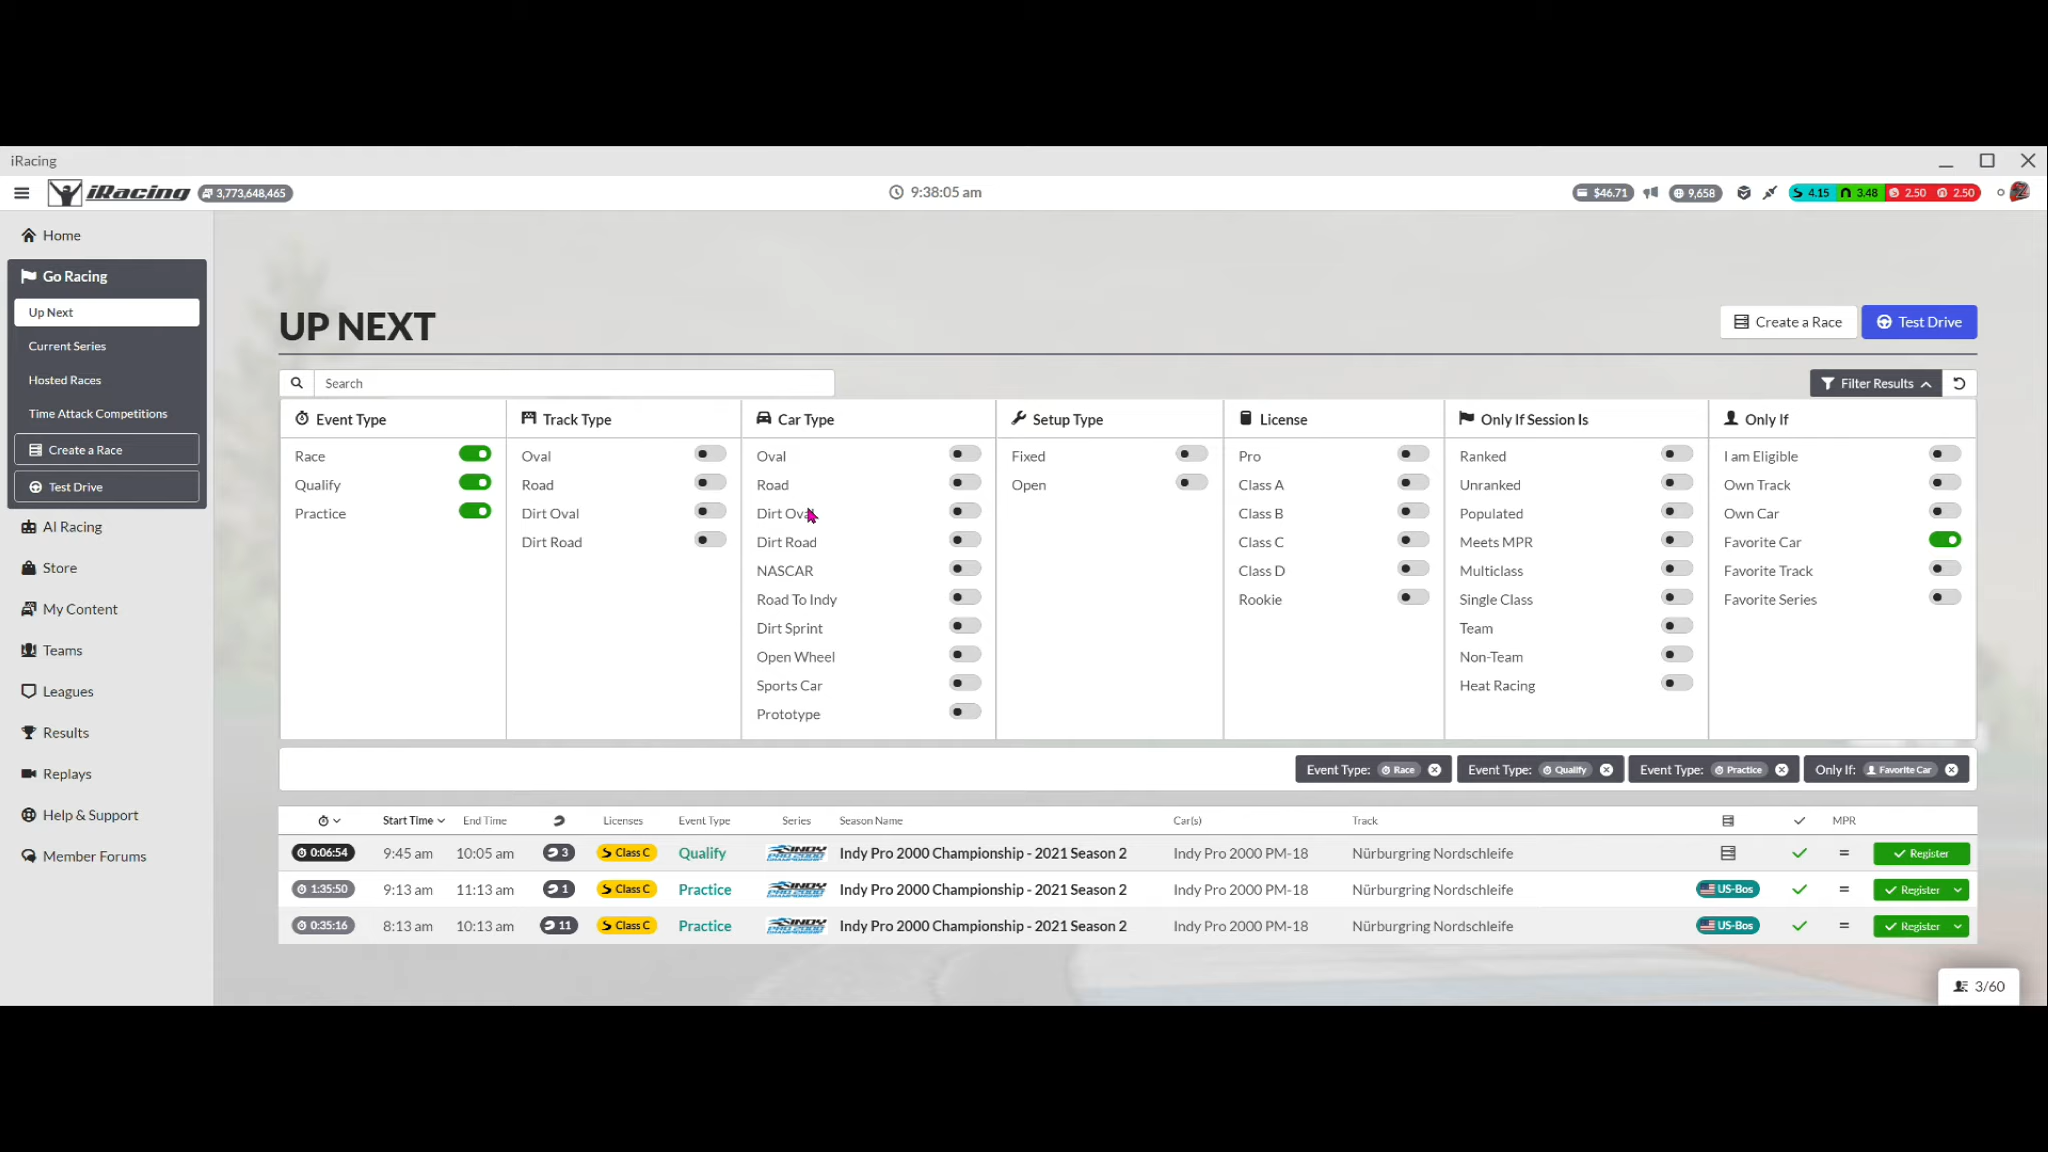 iRacing
iRacing 3,773,648,465 9:38:05 am $46.71 9,658 4.15 3.48 2.50 2.50
Home
Go Racing
Up Next
Current Series
Hosted Races
Time Attack Competitions
Create a Race
Test Drive
AI Racing
Store
My Content
Teams
Leagues
Results
Replays
Help & Support
Member Forums
UP NEXT Create a Race Test Drive
Search Filter Results
Event Type Track Type Car Type Setup Type License Only If Session Is Only If
Race Oval Oval Fixed Pro Ranked I am Eligible
Qualify Road Road Open Class A Unranked Own Track
Practice Dirt Oval Dirt Oval Class B Populated Own Car
Dirt Road Dirt Road Class C Meets MPR Favorite Car
NASCAR Class D Multiclass Favorite Track
Road To Indy Rookie Single Class Favorite Series
Dirt Sprint Team
Open Wheel Non-Team
Sports Car Heat Racing
Prototype
Event Type: Race Event Type: Qualify Event Type: Practice Only If: Favorite Car
Start Time End Time Licenses Event Type Series Season Name Car(s) Track MPR
0:06:54 9:45 am 10:05 am 3 Class C Qualify INDY PRO 2000 CHAMPIONSHIP Indy Pro 2000 Championship - 2021 Season 2 Indy Pro 2000 PM-18 Nürburgring Nordschleife = Register
1:35:50 9:13 am 11:13 am 1 Class C Practice INDY PRO 2000 CHAMPIONSHIP Indy Pro 2000 Championship - 2021 Season 2 Indy Pro 2000 PM-18 Nürburgring Nordschleife US-Bos = Register
0:35:16 8:13 am 10:13 am 11 Class C Practice INDY PRO 2000 CHAMPIONSHIP Indy Pro 2000 Championship - 2021 Season 2 Indy Pro 2000 PM-18 Nürburgring Nordschleife US-Bos = Register
3/60